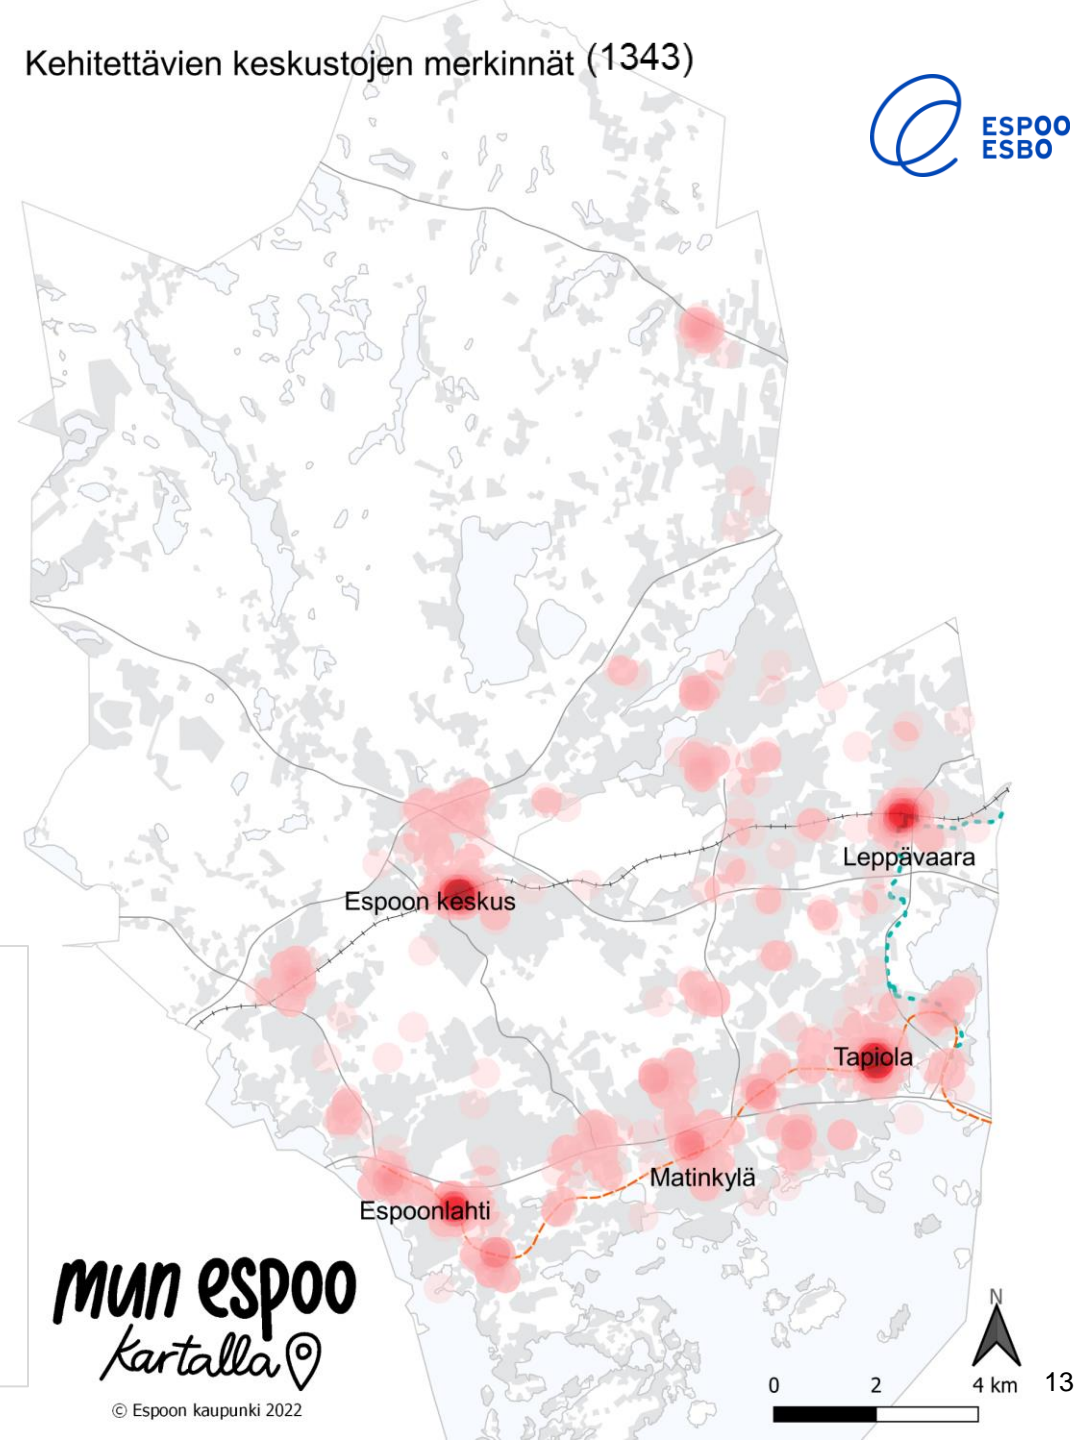 Kehitettävien keskustojen merkinnät (1343)
ESPOO
ESBO
Leppävaara
Espoon keskus
Tapiola
Matinkylä
Espoonlahti
mun espoo
kartalla
© Espoon kaupunki 2022
N
0 2 4 km
13